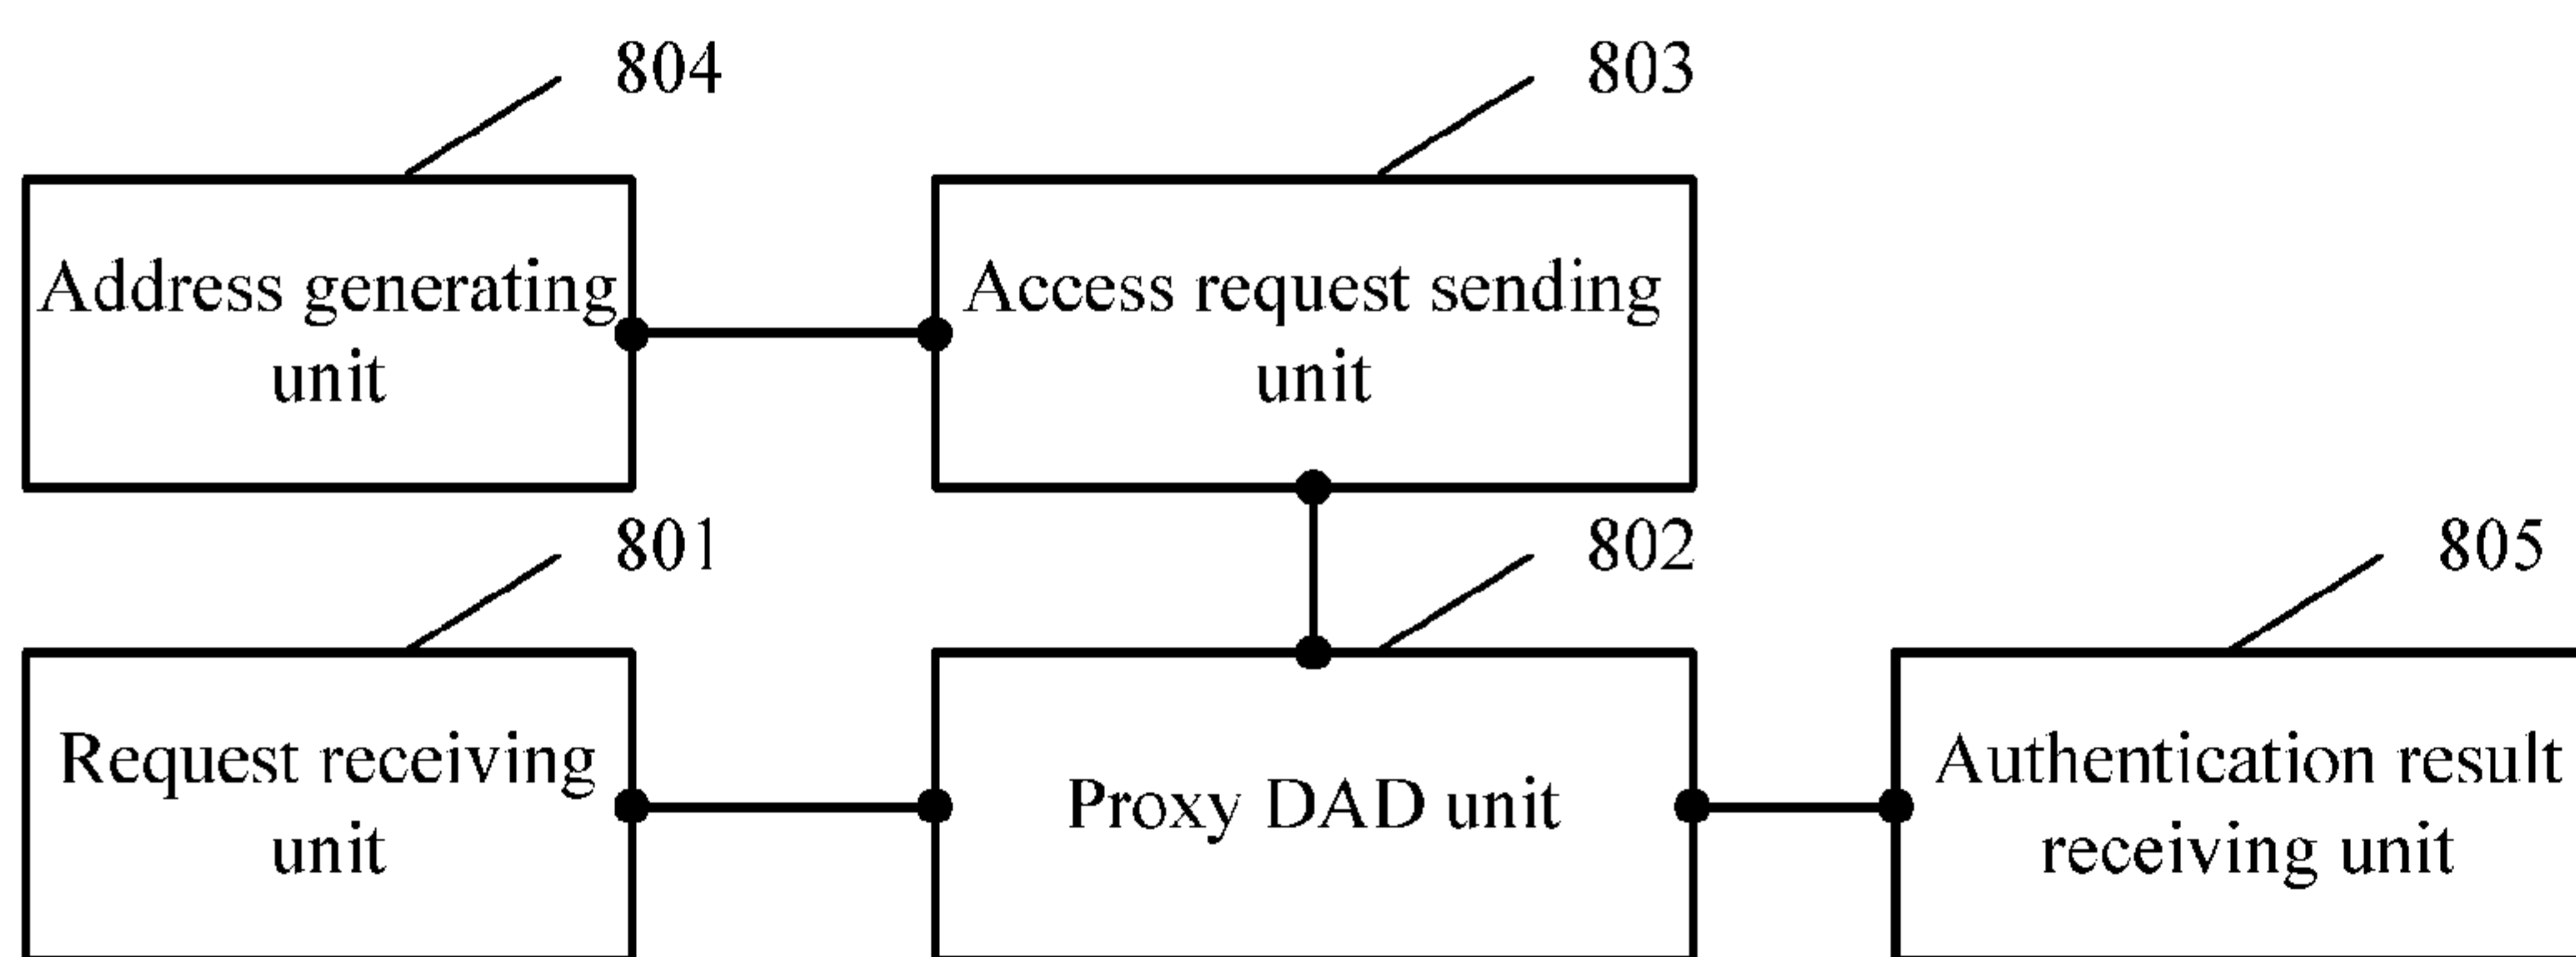 804
803
Address generating
unit
Access request sending
unit
801
802
805
Request receiving
unit
Proxy DAD unit
Authentication result
receiving unit